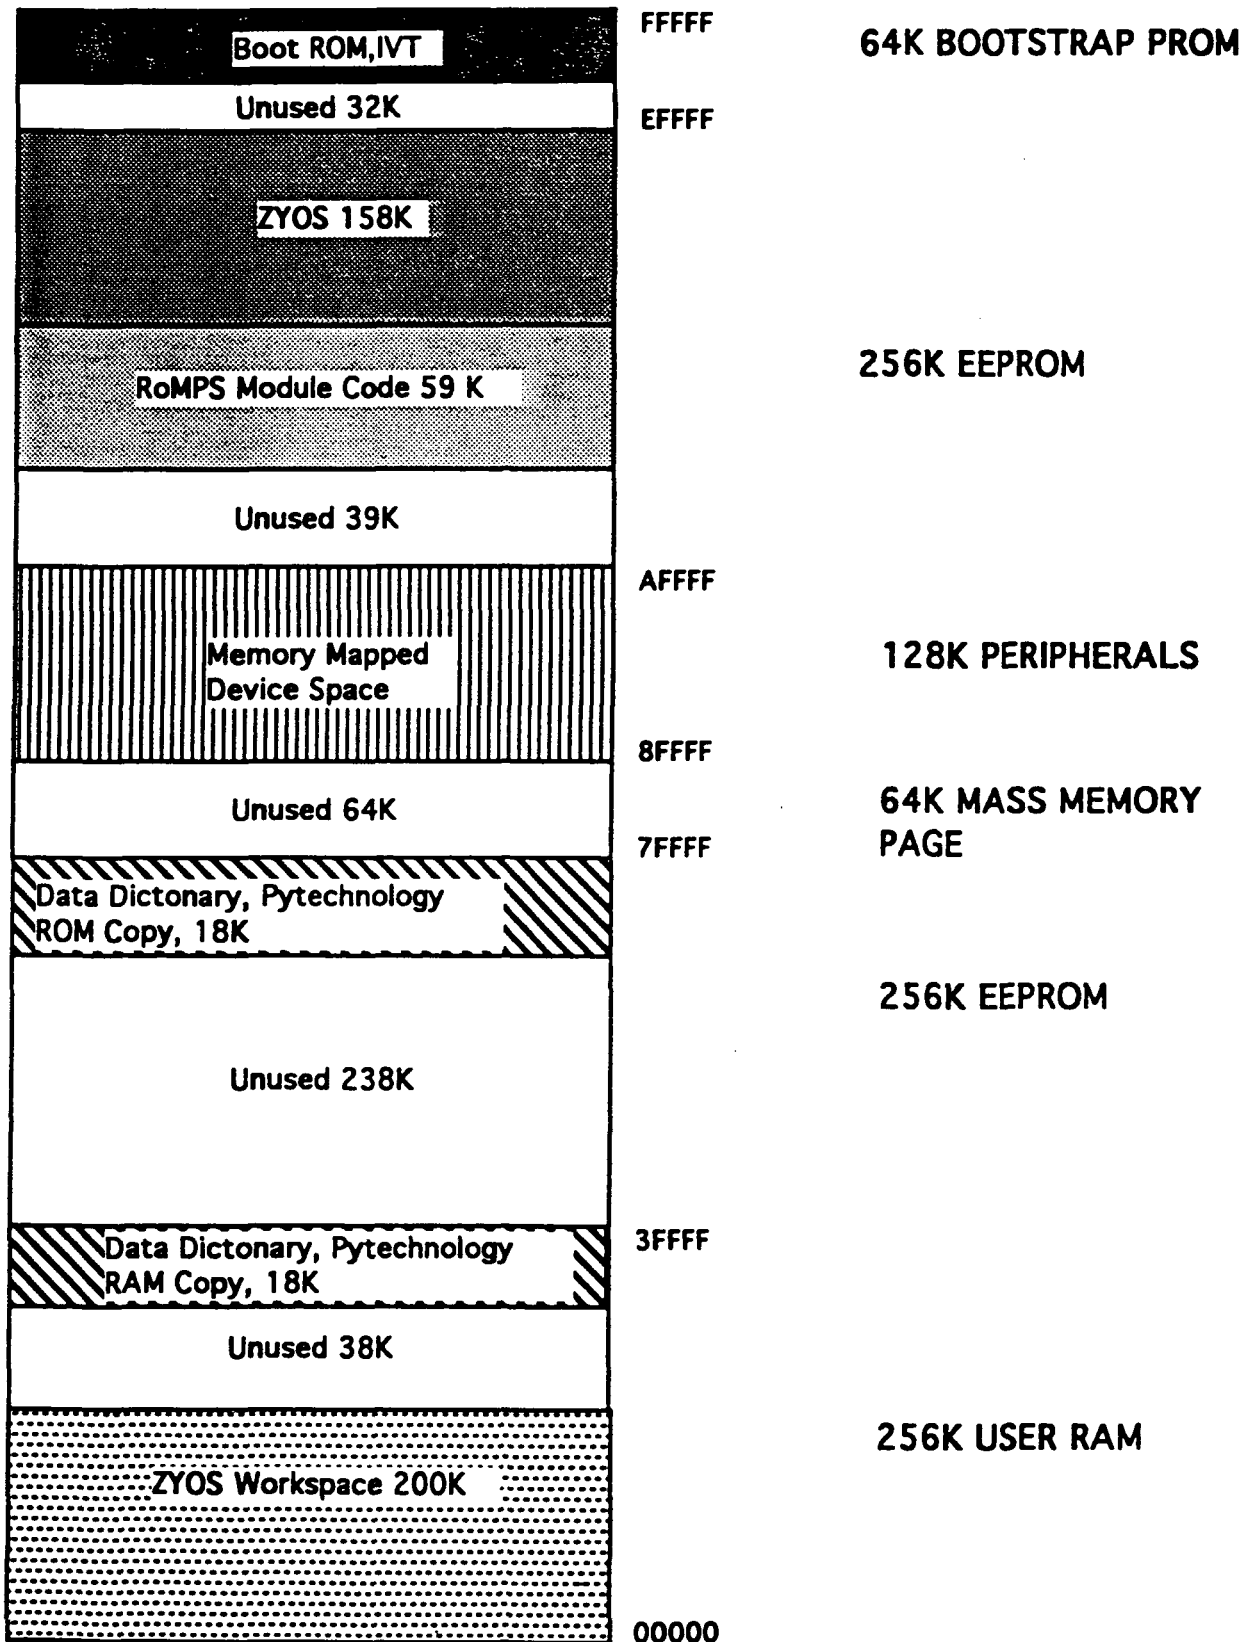 Boot ROM,IVT
FFFFF
64K BOOTSTRAP PROM
Unused 32K
EFFFF
ZYOS 158K
RoMPS Module Code 59 K
256K EEPROM
Unused 39K
AFFFF
Memory Mapped
Device Space
128K PERIPHERALS
8FFFF
Unused 64K
64K MASS MEMORY
PAGE
7FFFF
Data Dictonary, Pytechnology
ROM Copy, 18K
256K EEPROM
Unused 238K
3FFFF
Data Dictonary, Pytechnology
RAM Copy, 18K
Unused 38K
256K USER RAM
ZYOS Workspace 200K
00000